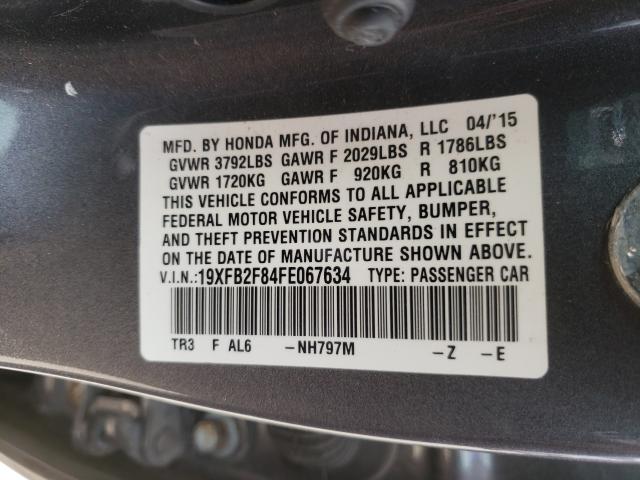 MFD. BY HONDA MFG. OF INDIANA, LLC 04/'15
GVWR 3792LBS GAWR F 2029LBS R 1786LBS
GVWR 1720KG GAWR F 920KG R 810KG
THIS VEHICLE CONFORMS TO ALL APPLICABLE
FEDERAL MOTOR VEHICLE SAFETY, BUMPER,
AND THEFT PREVENTION STANDARDS IN EFFECT
ON THE DATE OF MANUFACTURE SHOWN ABOVE.
V.I.N.:19XFB2F84FE067634 TYPE: PASSENGER CAR
TR3 F AL6 -NH797M -Z -E